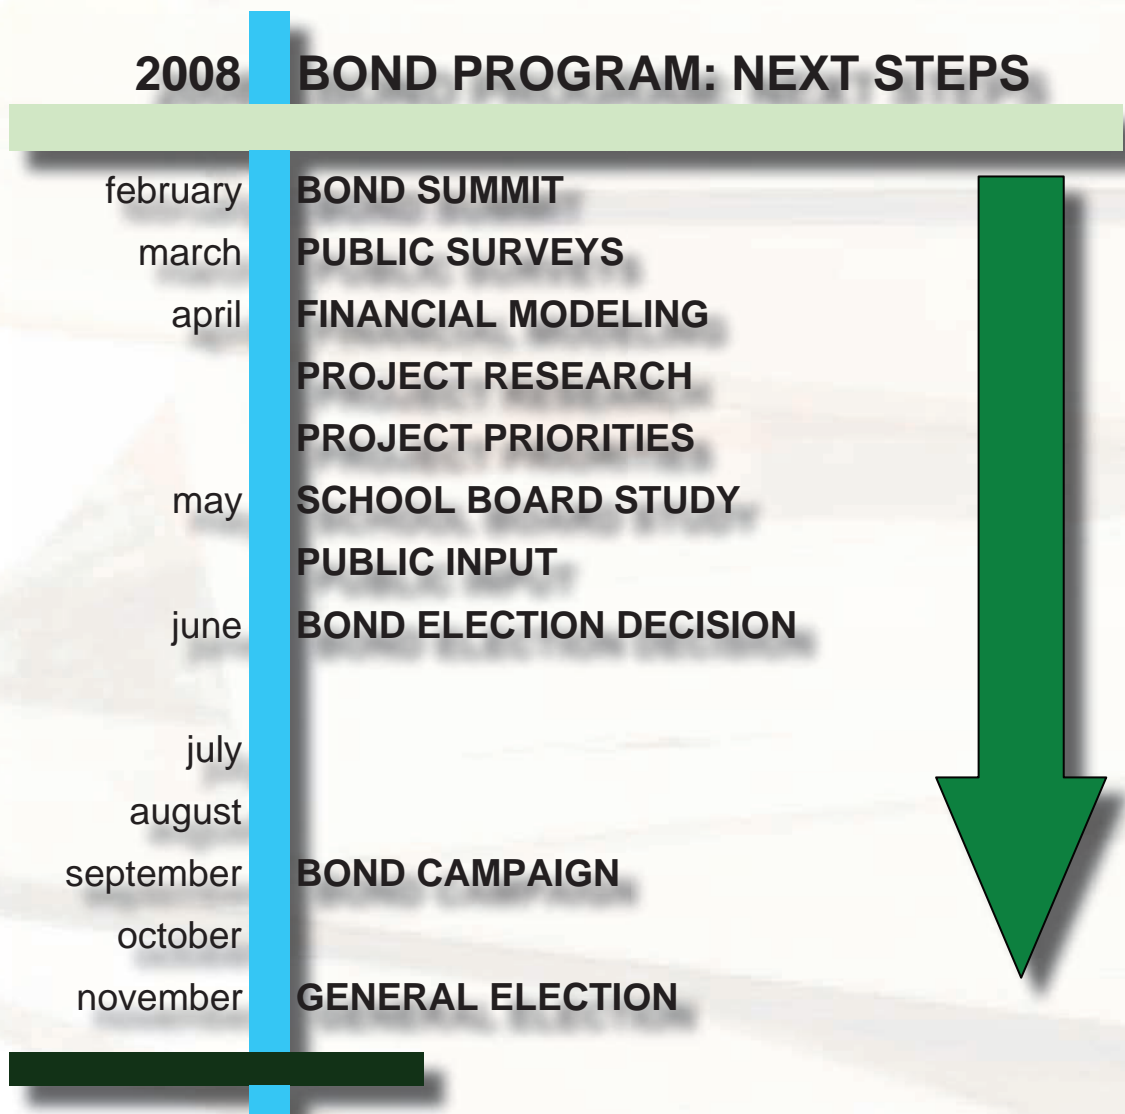 2008 BOND PROGRAM: NEXT STEPS
february BOND SUMMIT
march PUBLIC SURVEYS
april FINANCIAL MODELING
PROJECT RESEARCH
PROJECT PRIORITIES
may SCHOOL BOARD STUDY
PUBLIC INPUT
june BOND ELECTION DECISION
july
august
september BOND CAMPAIGN
october
november GENERAL ELECTION